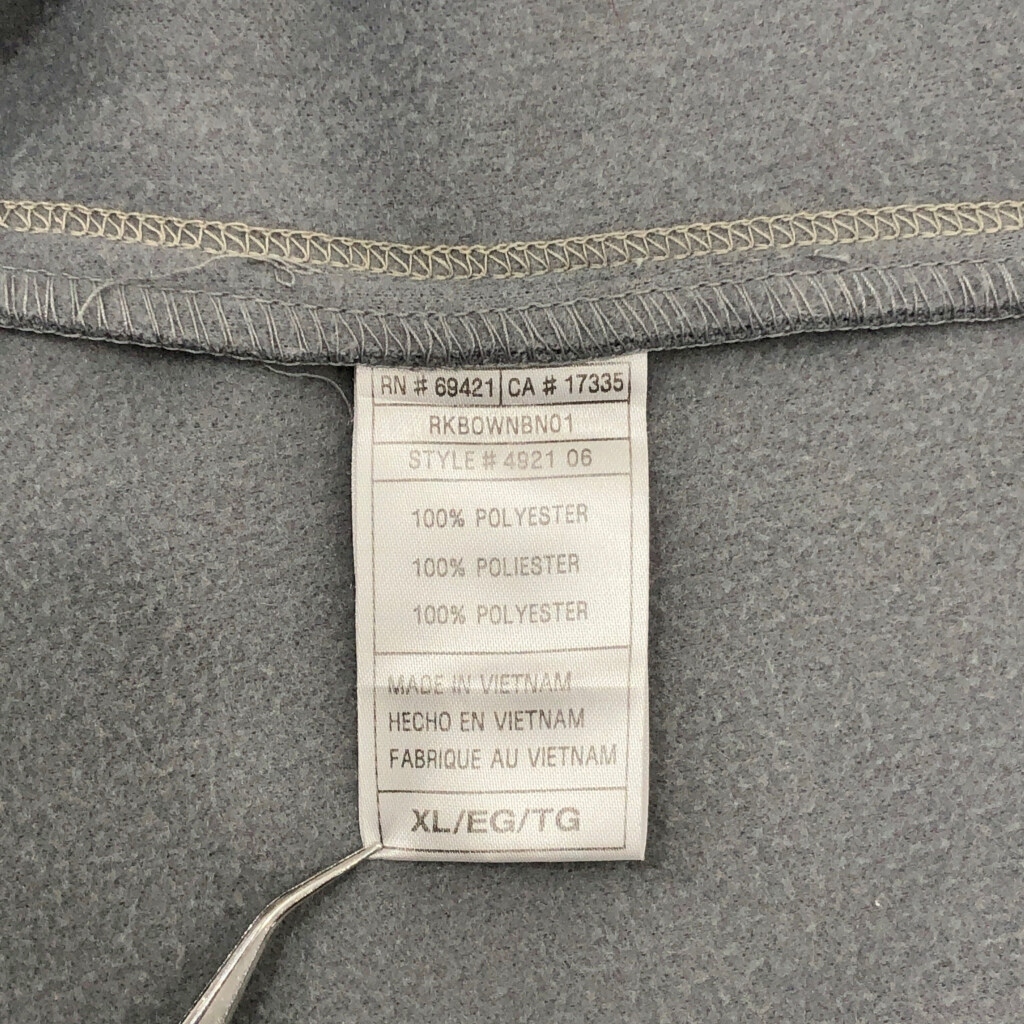 RN # 69421 CA # 17335
RKBOWNBN01
STYLE # 4921 06
100% POLYESTER
100% POLIESTER
100% POLYESTER
MADE IN VIETNAM
HECHO EN VIETNAM
FABRIQUE AU VIETNAM
XL/EG/TG